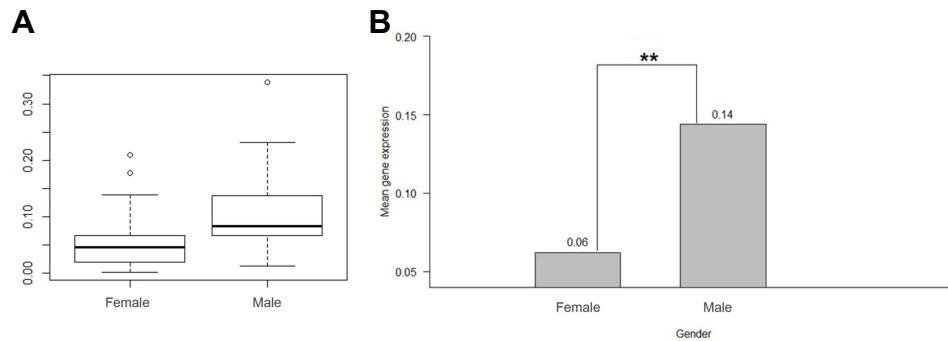 A
0.30
0.20
0.10
0.00
Female Male
B
0.20
0.15
0.10
0.05
Mean gene expression
**
0.06
0.14
Female Male
Gender